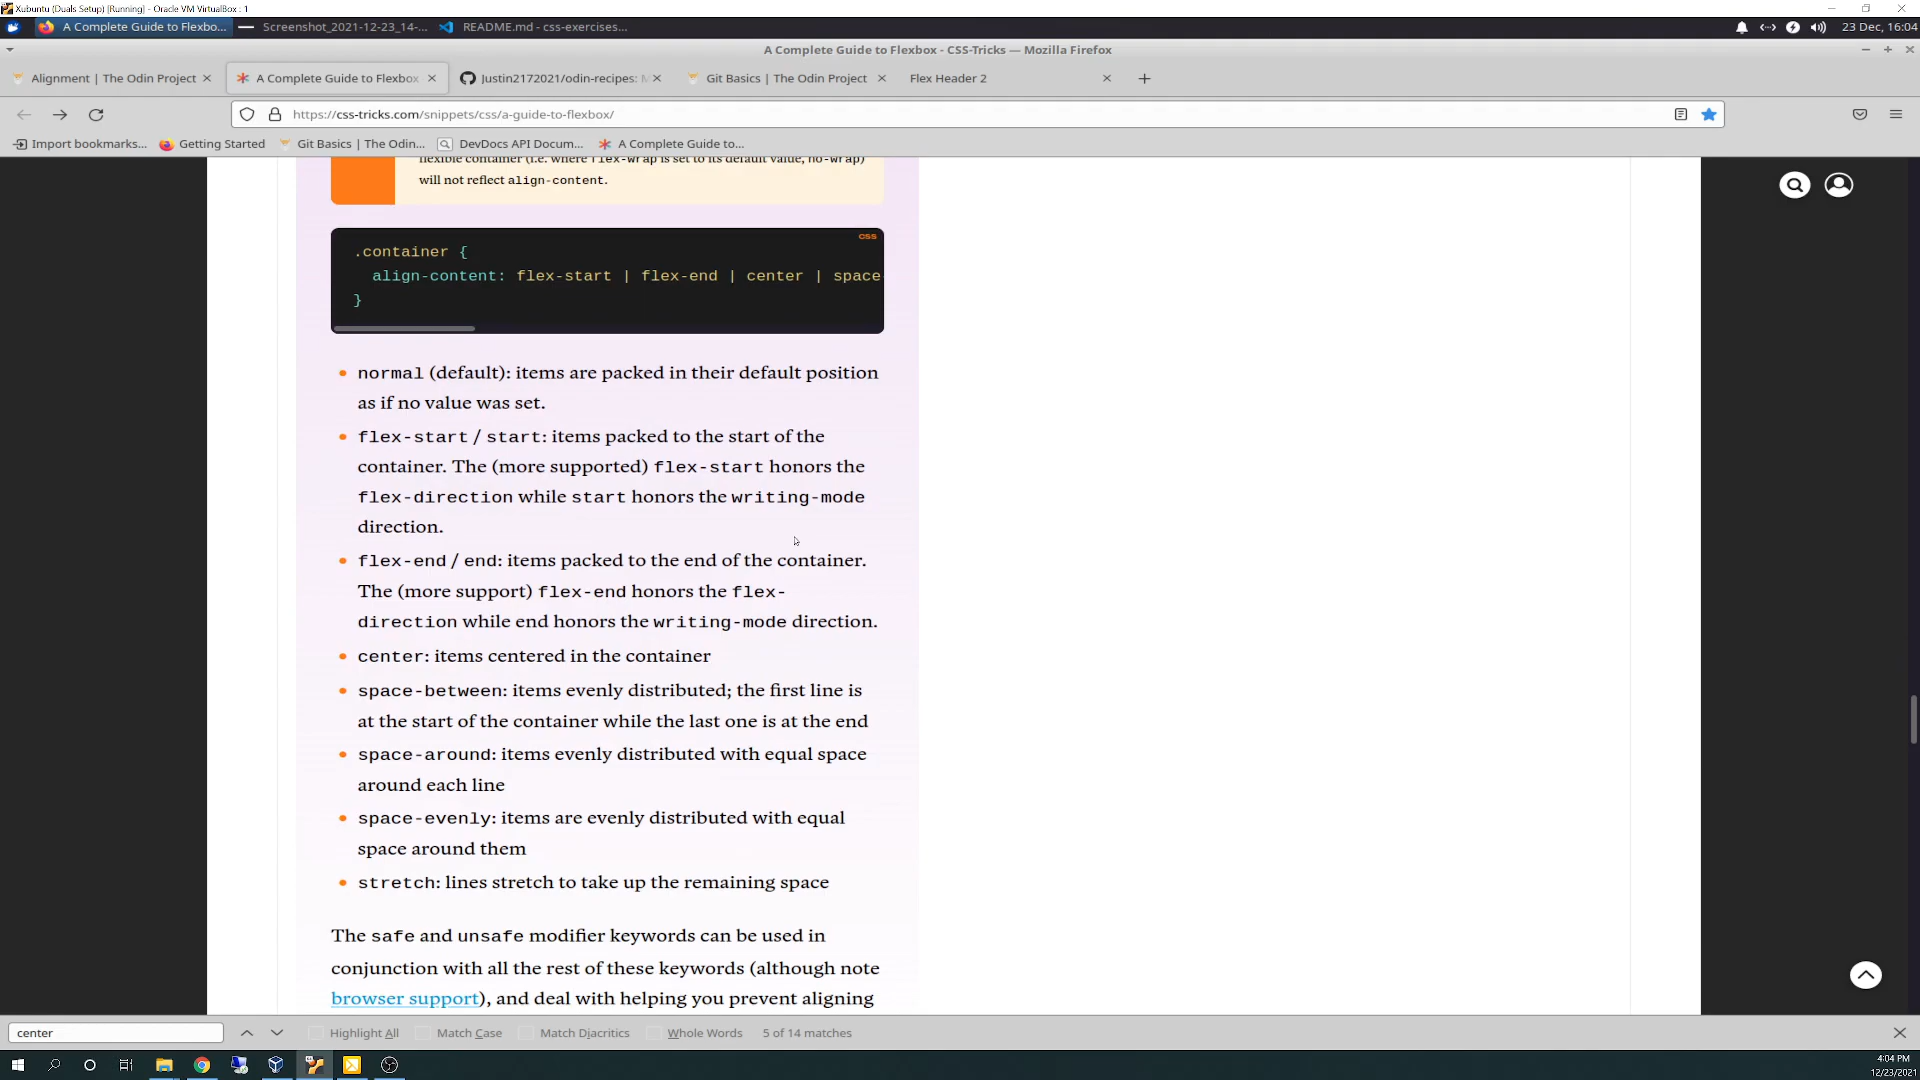 Xubuntu (Duals Setup) [Running] - Oracle VM VirtualBox : 1
A Complete Guide to Flexbo...
Screenshot_2021-12-23_14-...
README.md - css-exercises...
23 Dec, 16:04
A Complete Guide to Flexbox - CSS-Tricks — Mozilla Firefox
Alignment | The Odin Project
A Complete Guide to Flexbox
Justin2172021/odin-recipes:
Git Basics | The Odin Project
Flex Header 2
https://css-tricks.com/snippets/css/a-guide-to-flexbox/
Import bookmarks...
Getting Started
Git Basics | The Odin...
DevDocs API Docum...
A Complete Guide to...
flexible container (i.e. where flex-wrap is set to its default value, no-wrap)
will not reflect align-content.
CSS
.container {
align-content: flex-start | flex-end | center | space-
}
normal (default): items are packed in their default position
as if no value was set.
flex-start / start: items packed to the start of the
container. The (more supported) flex-start honors the
flex-direction while start honors the writing-mode
direction.
flex-end / end: items packed to the end of the container.
The (more support) flex-end honors the flex-
direction while end honors the writing-mode direction.
center: items centered in the container
space-between: items evenly distributed; the first line is
at the start of the container while the last one is at the end
space-around: items evenly distributed with equal space
around each line
space-evenly: items are evenly distributed with equal
space around them
stretch: lines stretch to take up the remaining space
The safe and unsafe modifier keywords can be used in
conjunction with all the rest of these keywords (although note
browser support), and deal with helping you prevent aligning
center
Highlight All
Match Case
Match Diacritics
Whole Words
5 of 14 matches
4:04 PM
12/23/2021